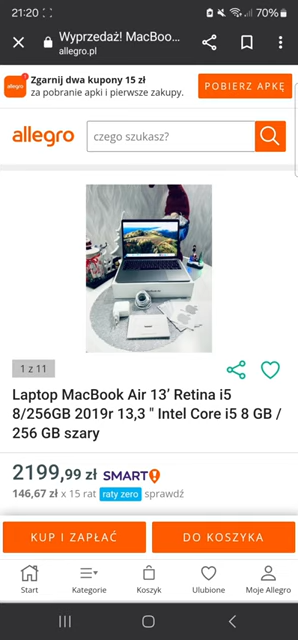 21:20
70%
Wyprzedaż! MacBoo...
allegro.pl
allegro
Zgarnij dwa kupony 15 zł
za pobranie apki i pierwsze zakupy.
POBIERZ APKĘ
allegro
czego szukasz?
1 z 11
Laptop MacBook Air 13’ Retina i5
8/256GB 2019r 13,3 " Intel Core i5 8 GB /
256 GB szary
2199,99 zł SMART!
146,67 zł x 15 rat raty zero sprawdź
KUP I ZAPŁAĆ
DO KOSZYKA
Start
Kategorie
Koszyk
Ulubione
Moje Allegro